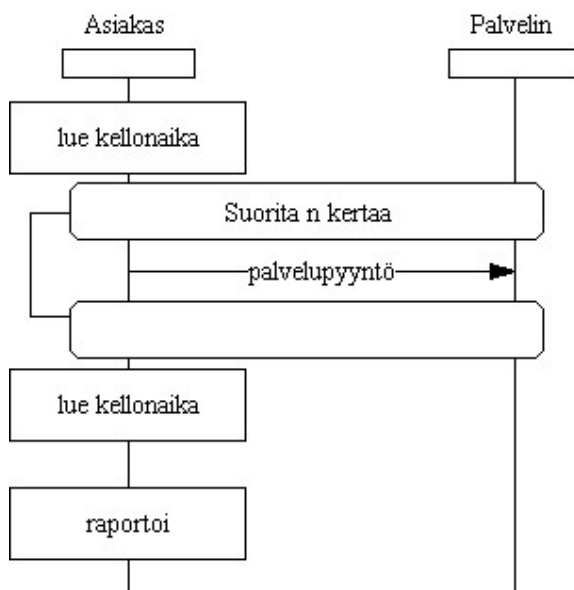 Asiakas
Palvelin
lue kellonaika
Suorita n kertaa
palvelupyyntö
lue kellonaika
raportoi